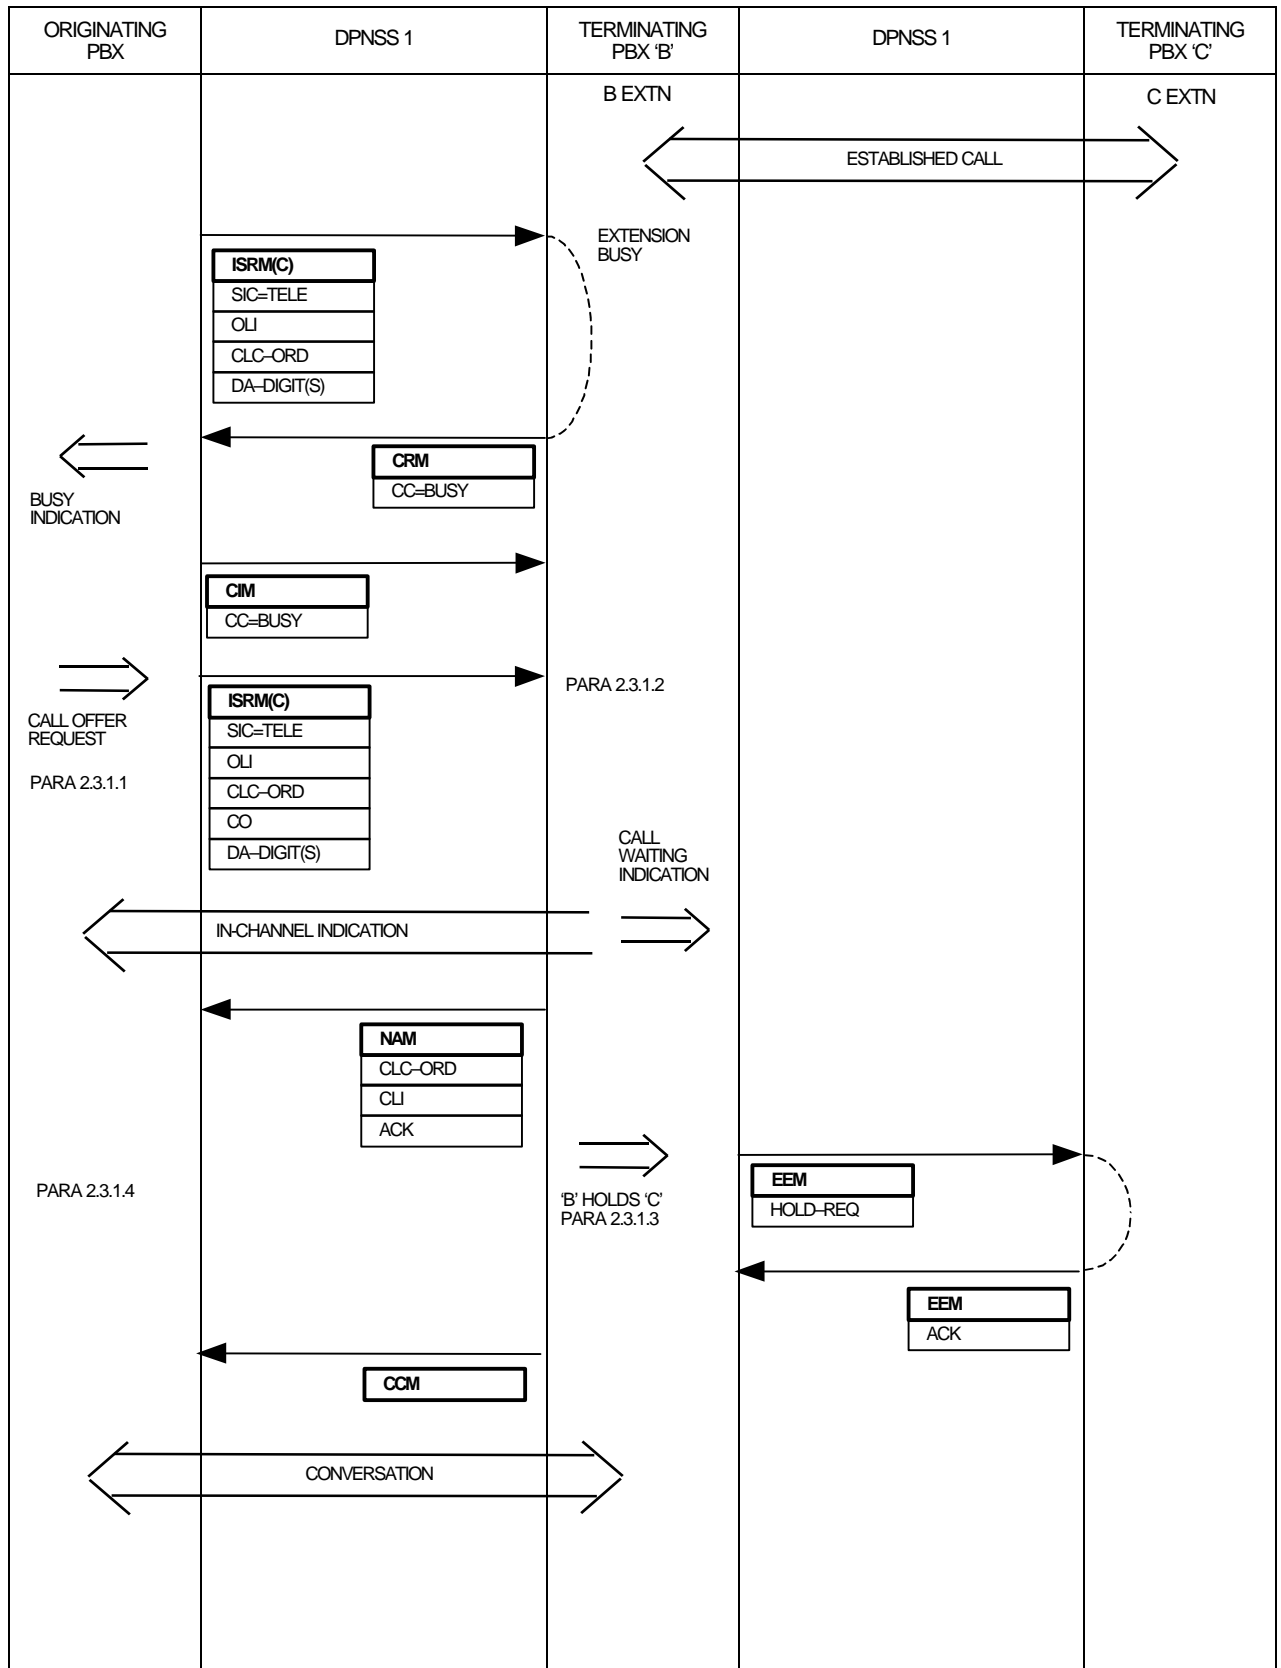 ORIGINATING
PBX
DPNSS 1
TERMINATING
PBX ‘B’
DPNSS 1
TERMINATING
PBX ‘C’
B EXTN
C EXTN
ESTABLISHED CALL
EXTENSION
BUSY
ISRM(C)
SIC=TELE
OLI
CLC–ORD
DA–DIGIT(S)
CRM
CC=BUSY
BUSY
INDICATION
CIM
CC=BUSY
CALL OFFER
REQUEST
PARA 2.3.1.1
ISRM(C)
SIC=TELE
OLI
CLC–ORD
CO
DA–DIGIT(S)
PARA 2.3.1.2
CALL
WAITING
INDICATION
IN-CHANNEL INDICATION
NAM
CLC–ORD
CLI
ACK
PARA 2.3.1.4
‘B’ HOLDS ‘C’
PARA 2.3.1.3
EEM
HOLD–REQ
EEM
ACK
CCM
CONVERSATION